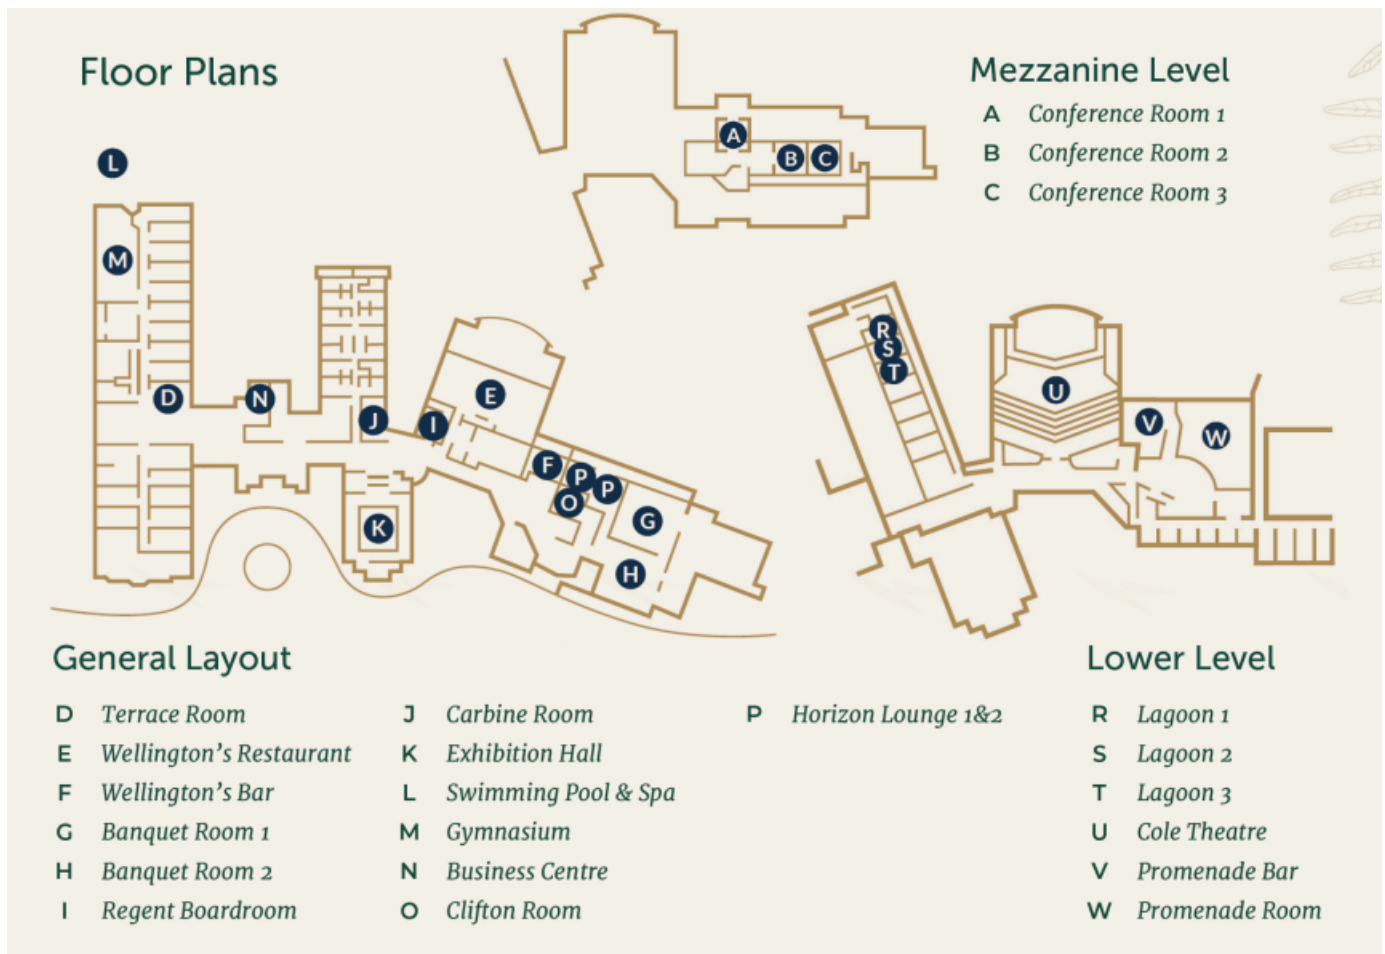 Floor Plans
Mezzanine Level
A Conference Room 1
B Conference Room 2
C Conference Room 3
A
B
C
L
M
D
N
J
I
E
F
P
P
O
G
H
K
R
S
T
U
V
W
General Layout
D Terrace Room
E Wellington's Restaurant
F Wellington's Bar
G Banquet Room 1
H Banquet Room 2
I Regent Boardroom
J Carbine Room
K Exhibition Hall
L Swimming Pool & Spa
M Gymnasium
N Business Centre
O Clifton Room
P Horizon Lounge 1&2
Lower Level
R Lagoon 1
S Lagoon 2
T Lagoon 3
U Cole Theatre
V Promenade Bar
W Promenade Room